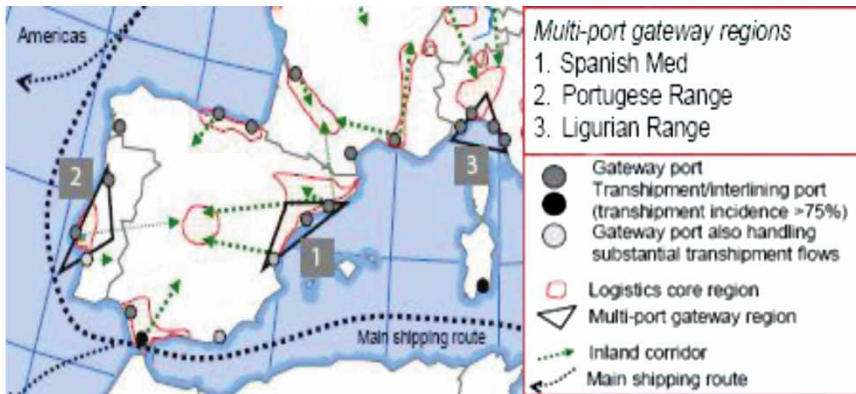 Americas
2
1
3
Main shipping route
Multi-port gateway regions
1. Spanish Med
2. Portugese Range
3. Ligurian Range
Gateway port
Transhipment/interlining port
(transhipment incidence >75%)
Gateway port also handling
substantial transhipment flows
Logistics core region
Multi-port gateway region
Inland corridor
Main shipping route